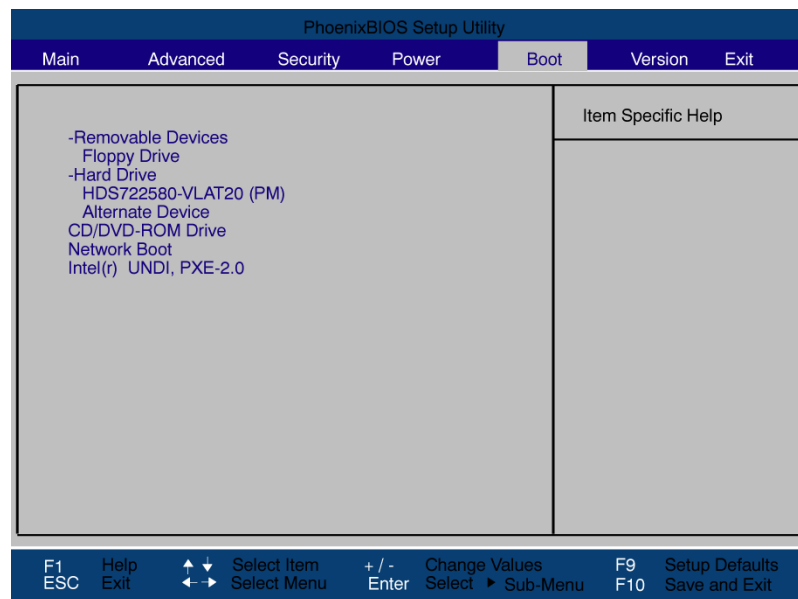 PhoenixBIOS Setup Utility
Main Advanced Security Power Boot Version Exit
Item Specific Help
-Removable Devices
Floppy Drive
-Hard Drive
HDS722580-VLAT20 (PM)
Alternate Device
CD/DVD-ROM Drive
Network Boot
Intel(r) UNDI, PXE-2.0
F1 Help Select Item +/- Change Values F9 Setup Defaults
ESC Exit Select Menu Enter Select Sub-Menu F10 Save and Exit